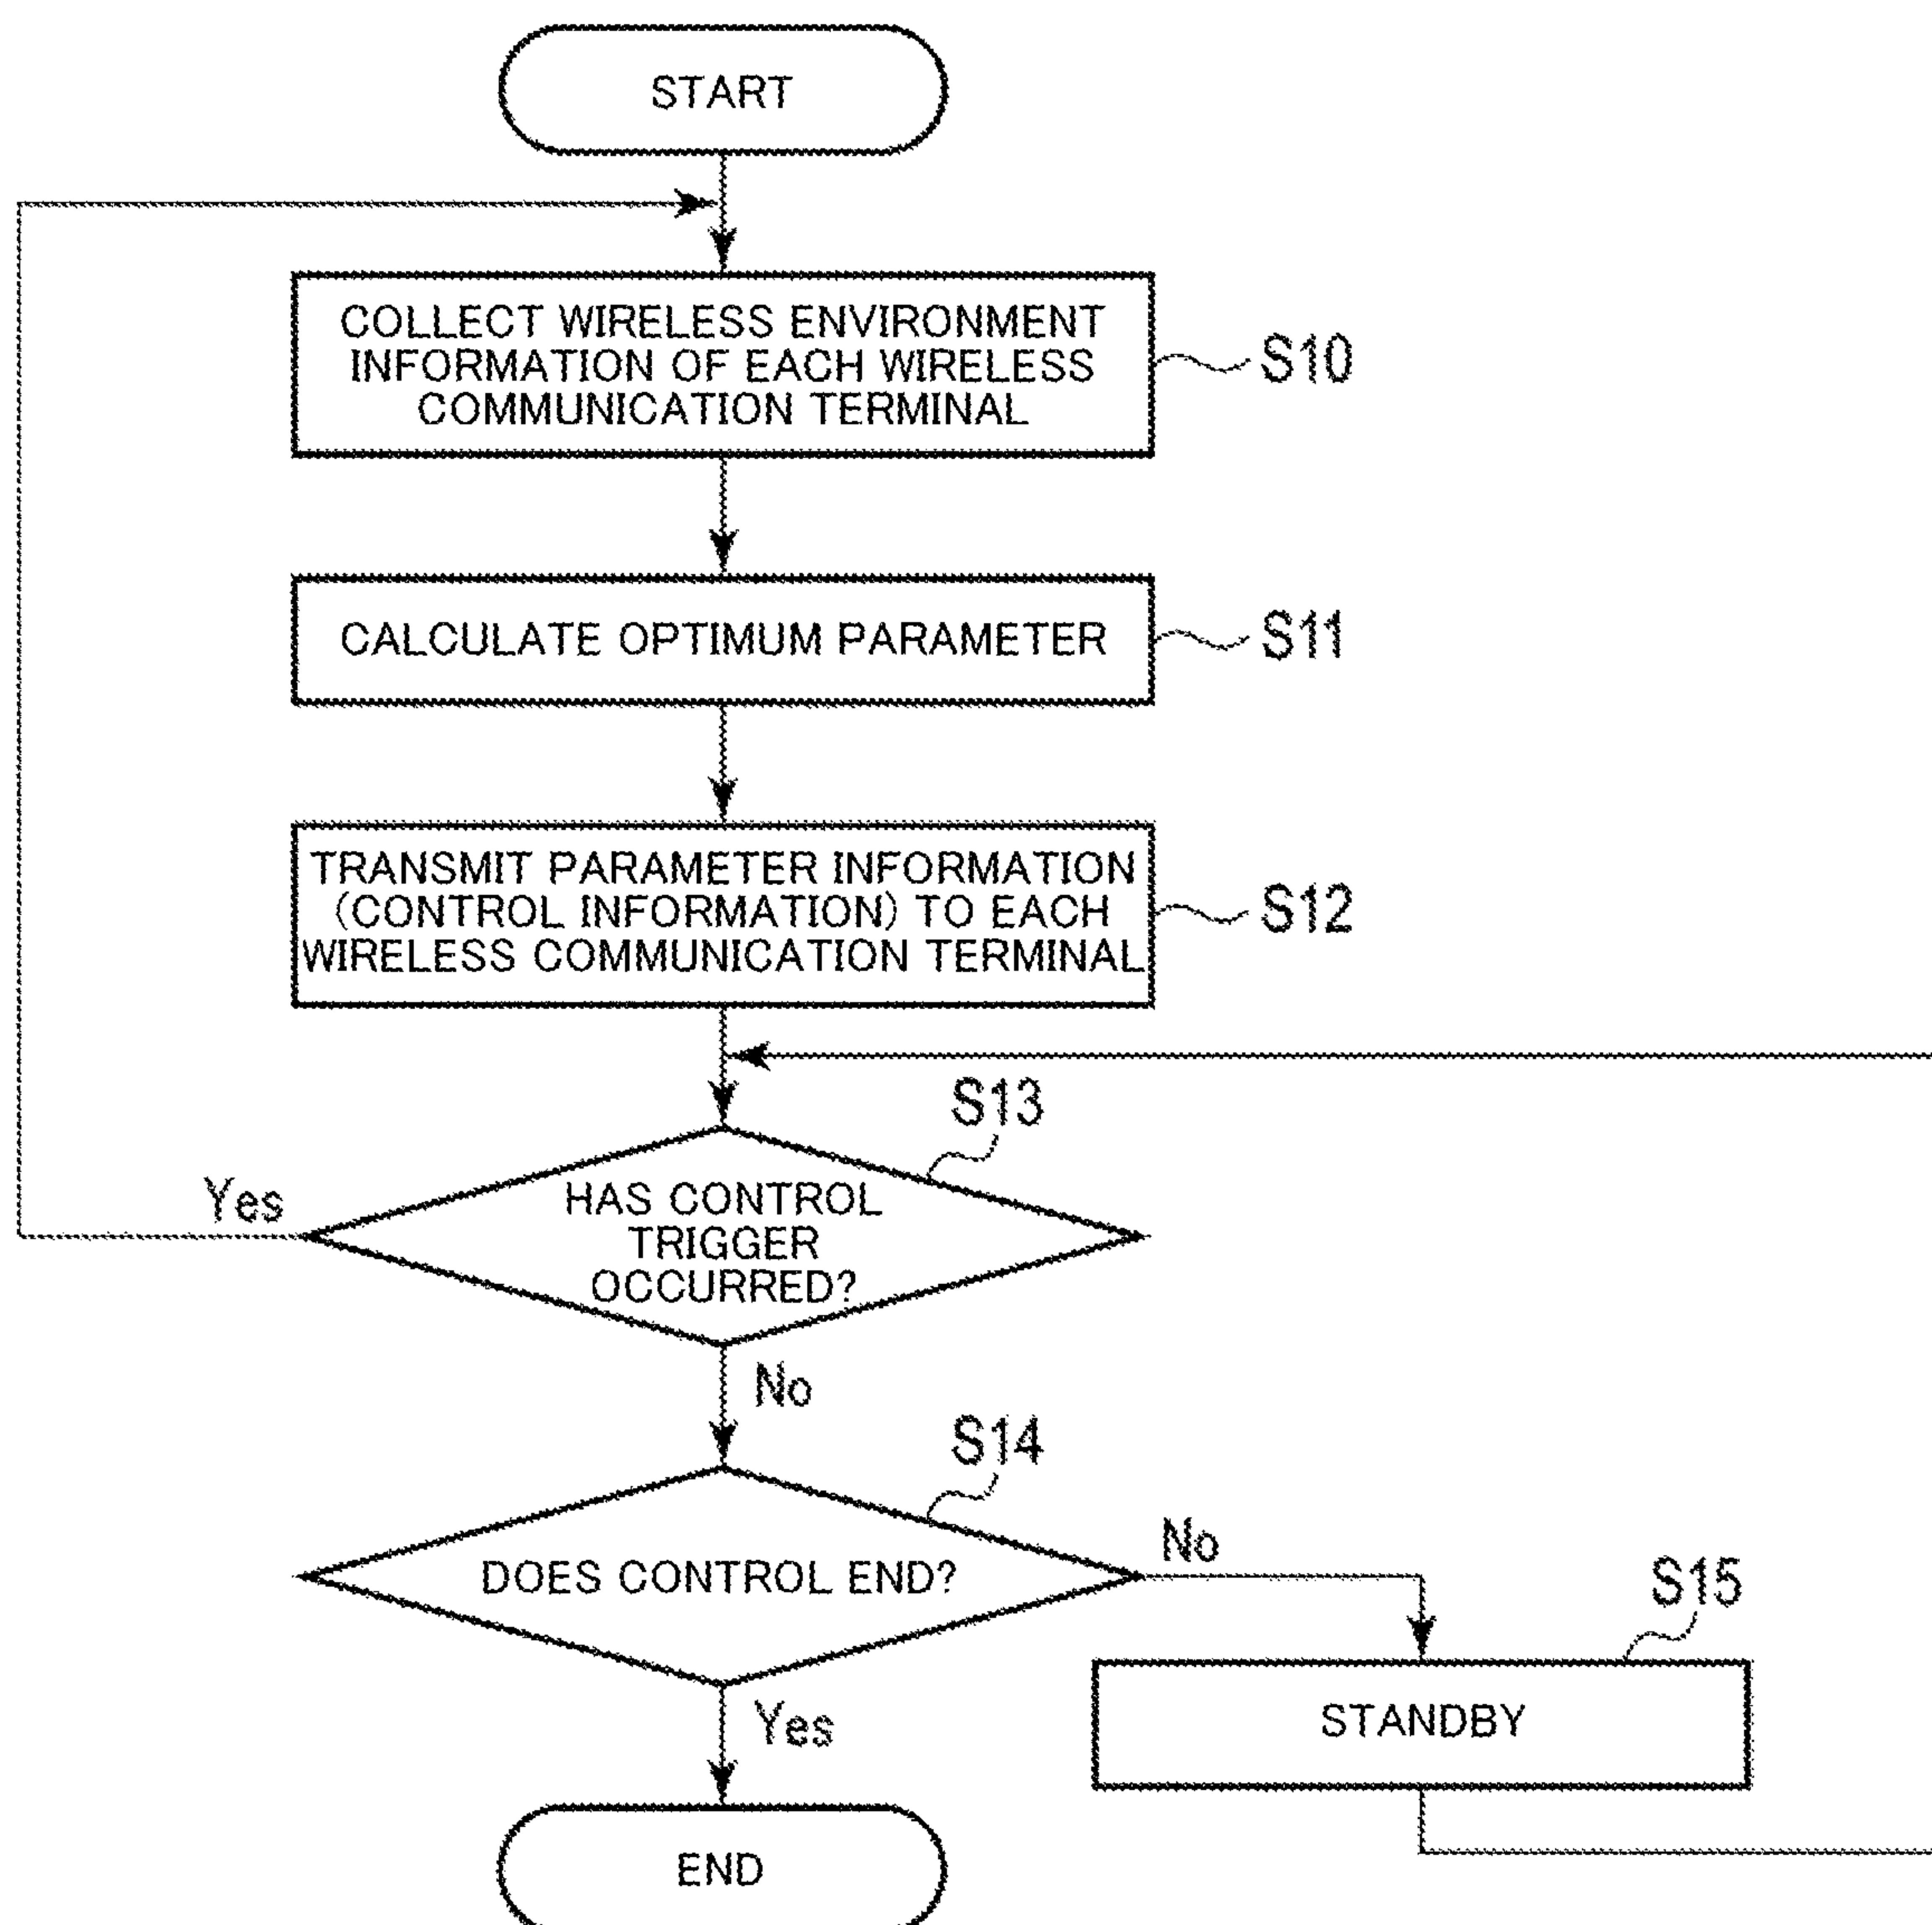 START
COLLECT WIRELESS ENVIRONMENT
INFORMATION OF EACH WIRELESS
COMMUNICATION TERMINAL
S10
CALCULATE OPTIMUM PARAMETER
S11
TRANSMIT PARAMETER INFORMATION
(CONTROL INFORMATION) TO EACH
WIRELESS COMMUNICATION TERMINAL
S12
S13
Yes
HAS CONTROL
TRIGGER
OCCURRED?
No
S14
DOES CONTROL END?
No
S15
STANDBY
Yes
END